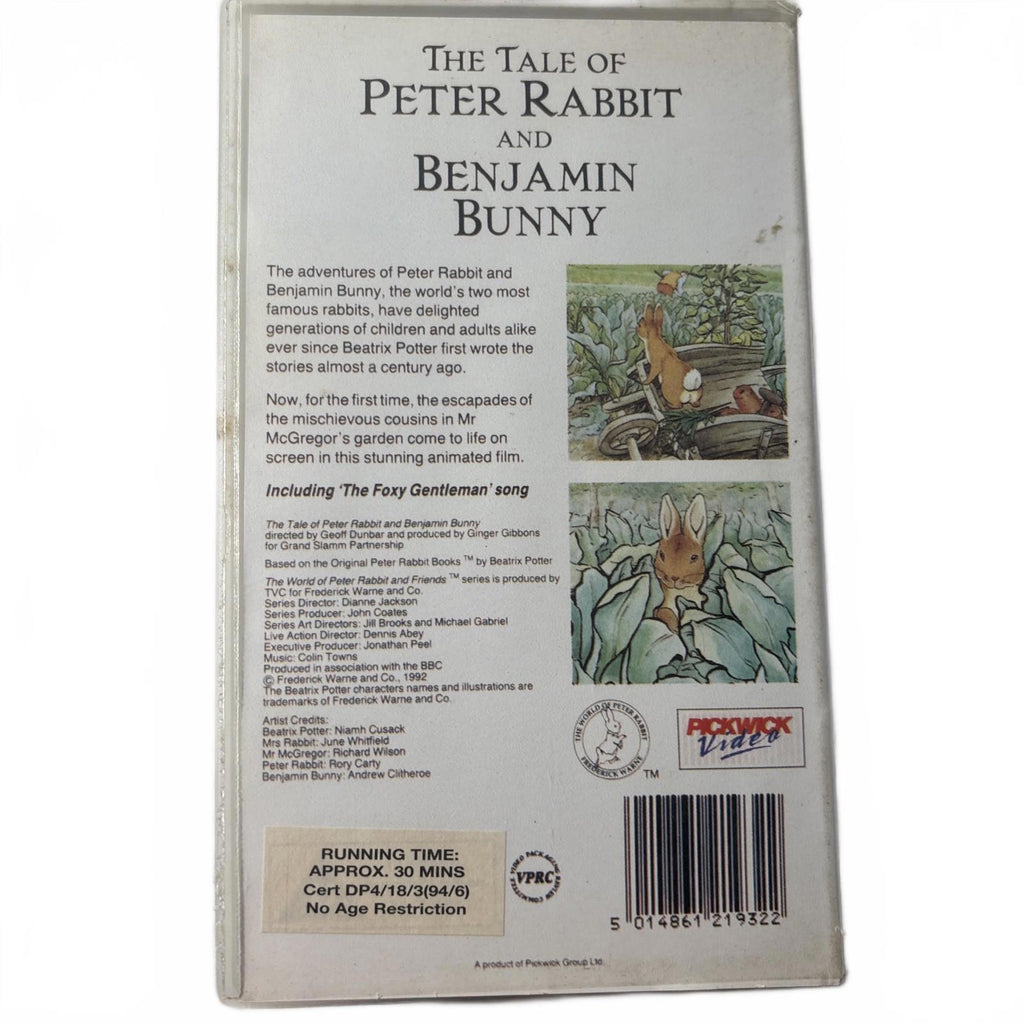 THE TALE OF
PETER RABBIT
AND
BENJAMIN
BUNNY
The adventures of Peter Rabbit and
Benjamin Bunny, the world's two most
famous rabbits, have delighted
generations of children and adults alike
ever since Beatrix Potter first wrote the
stories almost a century ago.
Now, for the first time, the escapades of
the mischievous cousins in Mr
McGregor's garden come to life on
screen in this stunning animated film.
Including 'The Foxy Gentleman' song
The Tale of Peter Rabbit and Benjamin Bunny
directed by Geoff Dunbar and produced by Ginger Gibbons
for Grand Slamm Partnership
Based on the Original Peter Rabbit Books ™ by Beatrix Potter
The World of Peter Rabbit and Friends ™ series is produced by
TVC for Frederick Warne and Co.
Series Director: Dianne Jackson
Series Producer: John Coates
Series Art Directors: Jill Brooks and Michael Gabriel
Live Action Director: Dennis Abey
Executive Producer: Jonathan Peel
Music: Colin Towns
Produced in association with the BBC
© Frederick Warne and Co., 1992
The Beatrix Potter characters names and illustrations are
trademarks of Frederick Warne and Co.
Artist Credits:
Beatrix Potter: Niamh Cusack
Mrs Rabbit: June Whitfield
Mr McGregor: Richard Wilson
Peter Rabbit: Rory Carty
Benjamin Bunny: Andrew Clitheroe
THE WORLD OF PETER RABBIT
FREDERICK WARNE
TM
PICKWICK
Video
RUNNING TIME:
APPROX. 30 MINS
Cert DP4/18/3(94/6)
No Age Restriction
VIDEO PACKAGING REVIEW COMMITTEE
VPRC
5 014861 219322
A product of Pickwick Group Ltd.